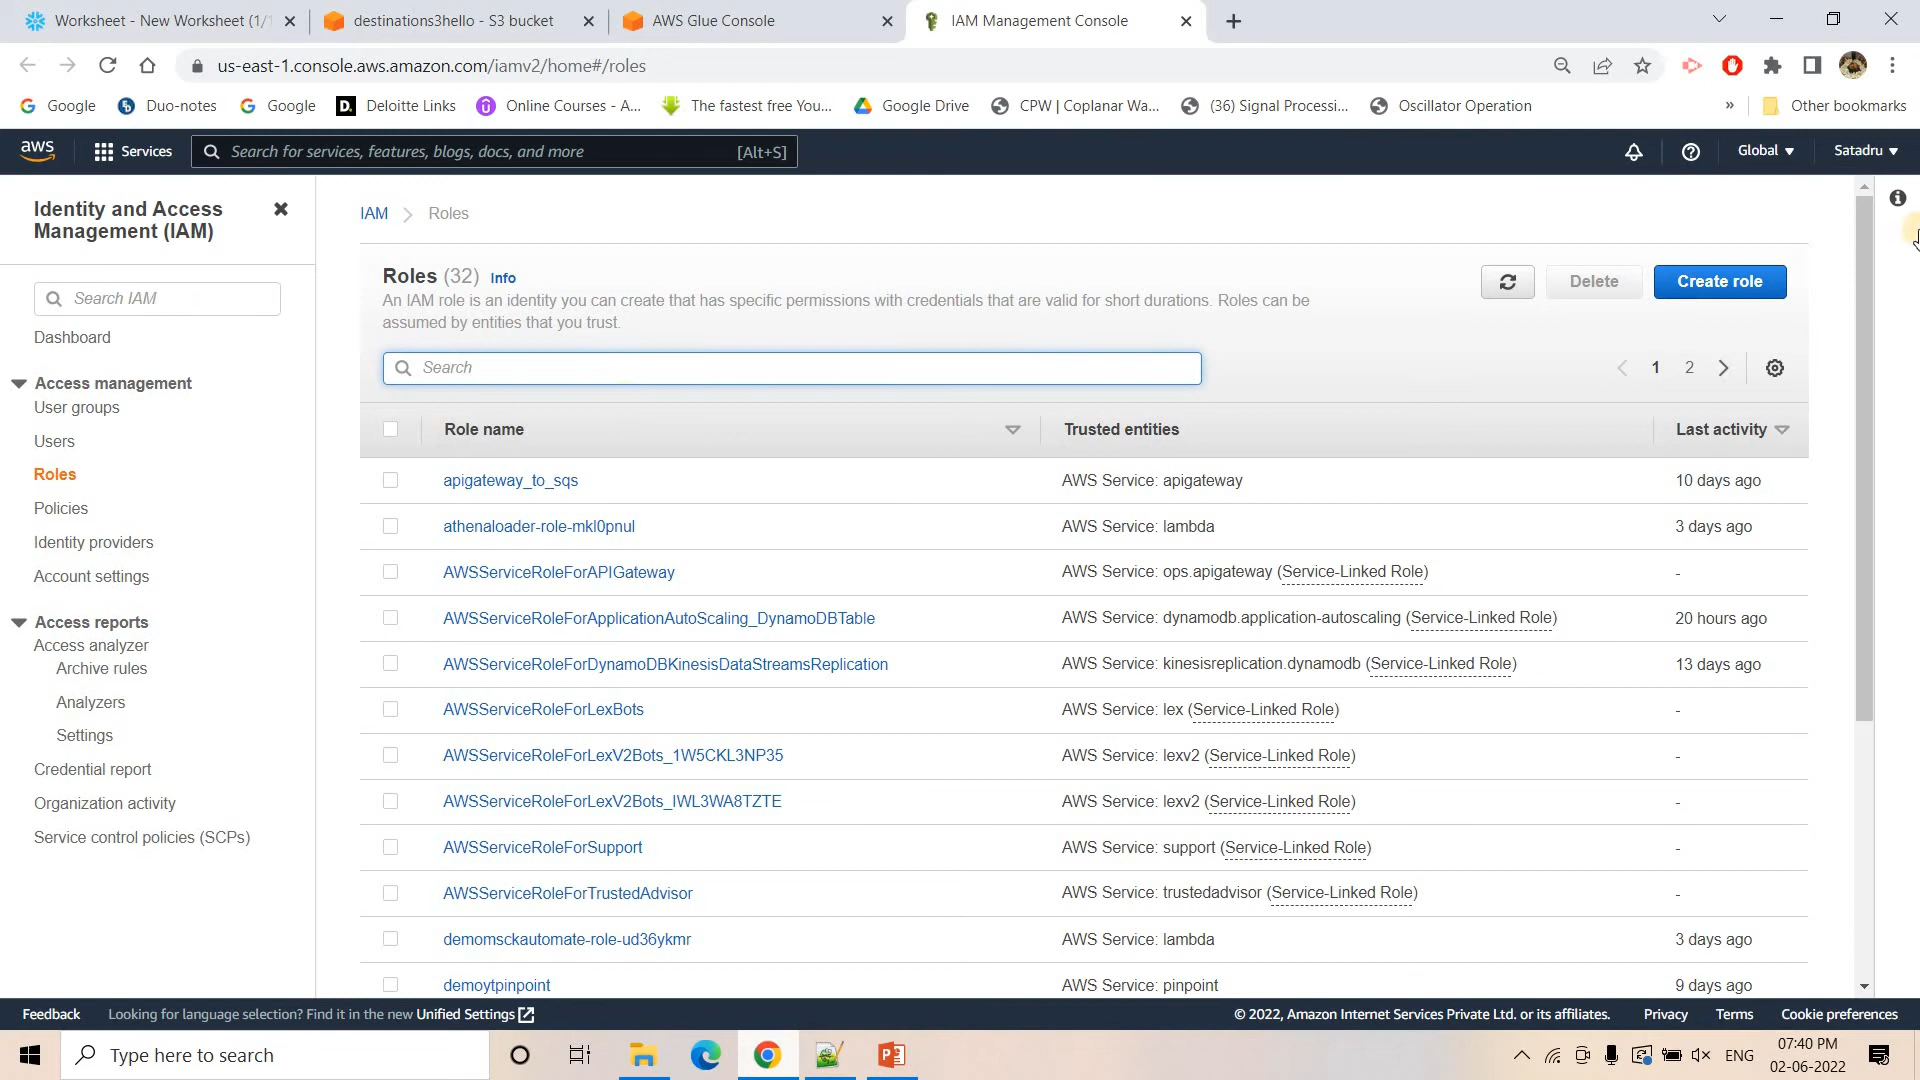 Worksheet - New Worksheet (1/1
destinations3hello - S3 bucket
AWS Glue Console
IAM Management Console
us-east-1.console.aws.amazon.com/iamv2/home#/roles
Google
Duo-notes
Google
Deloitte Links
Online Courses - A...
The fastest free You...
Google Drive
CPW | Coplanar Wa...
(36) Signal Processi...
Oscillator Operation
»
Other bookmarks
aws
Services
Search for services, features, blogs, docs, and more
[Alt+S]
Global
Satadru
Identity and Access
Management (IAM)
Search IAM
Dashboard
Access management
User groups
Users
Roles
Policies
Identity providers
Account settings
Access reports
Access analyzer
Archive rules
Analyzers
Settings
Credential report
Organization activity
Service control policies (SCPs)
IAM > Roles
Roles (32) Info
An IAM role is an identity you can create that has specific permissions with credentials that are valid for short durations. Roles can be
assumed by entities that you trust.
Delete
Create role
Search
1 2
Role name Trusted entities Last activity
apigateway_to_sqs AWS Service: apigateway 10 days ago
athenaloader-role-mkl0pnul AWS Service: lambda 3 days ago
AWSServiceRoleForAPIGateway AWS Service: ops.apigateway (Service-Linked Role) -
AWSServiceRoleForApplicationAutoScaling_DynamoDBTable AWS Service: dynamodb.application-autoscaling (Service-Linked Role) 20 hours ago
AWSServiceRoleForDynamoDBKinesisDataStreamsReplication AWS Service: kinesisreplication.dynamodb (Service-Linked Role) 13 days ago
AWSServiceRoleForLexBots AWS Service: lex (Service-Linked Role) -
AWSServiceRoleForLexV2Bots_1W5CKL3NP35 AWS Service: lexv2 (Service-Linked Role) -
AWSServiceRoleForLexV2Bots_IWL3WA8TZTE AWS Service: lexv2 (Service-Linked Role) -
AWSServiceRoleForSupport AWS Service: support (Service-Linked Role) -
AWSServiceRoleForTrustedAdvisor AWS Service: trustedadvisor (Service-Linked Role) -
demomsckautomate-role-ud36ykmr AWS Service: lambda 3 days ago
demoytpinpoint AWS Service: pinpoint 9 days ago
Feedback
Looking for language selection? Find it in the new Unified Settings
© 2022, Amazon Internet Services Private Ltd. or its affiliates.
Privacy
Terms
Cookie preferences
Type here to search
ENG
07:40 PM
02-06-2022